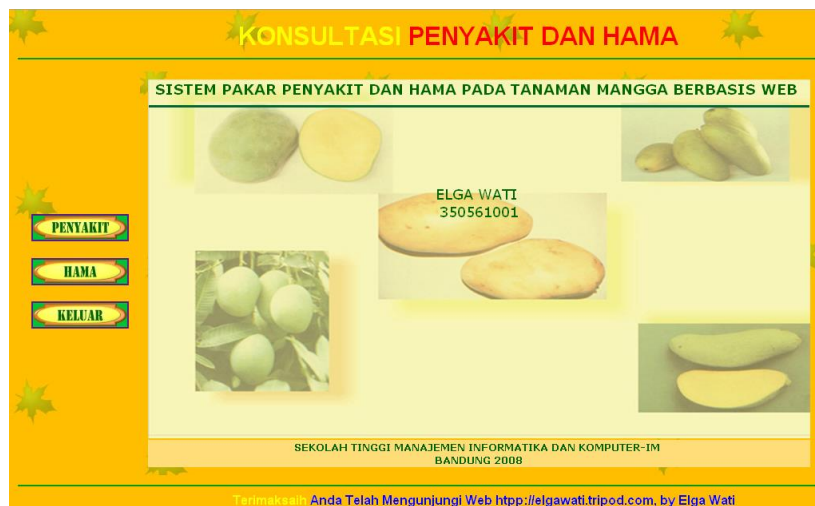 KONSULTASI PENYAKIT DAN HAMA
SISTEM PAKAR PENYAKIT DAN HAMA PADA TANAMAN MANGGA BERBASIS WEB
ELGA WATI
350561001
PENYAKIT
HAMA
KELUAR
SEKOLAH TINGGI MANAJEMEN INFORMATIKA DAN KOMPUTER-IM
BANDUNG 2008
Terimaksaih Anda Telah Mengunjungi Web htpp://elgawati.tripod.com, by Elga Wati